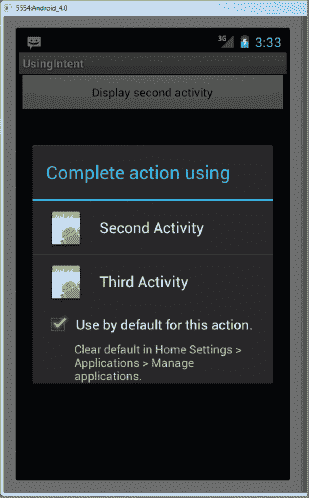 5554:Android_4.0
3G 3:33
UsingIntent
Display second activity
Complete action using
Second Activity
Third Activity
Use by default for this action.
Clear default in Home Settings >
Applications > Manage
applications.